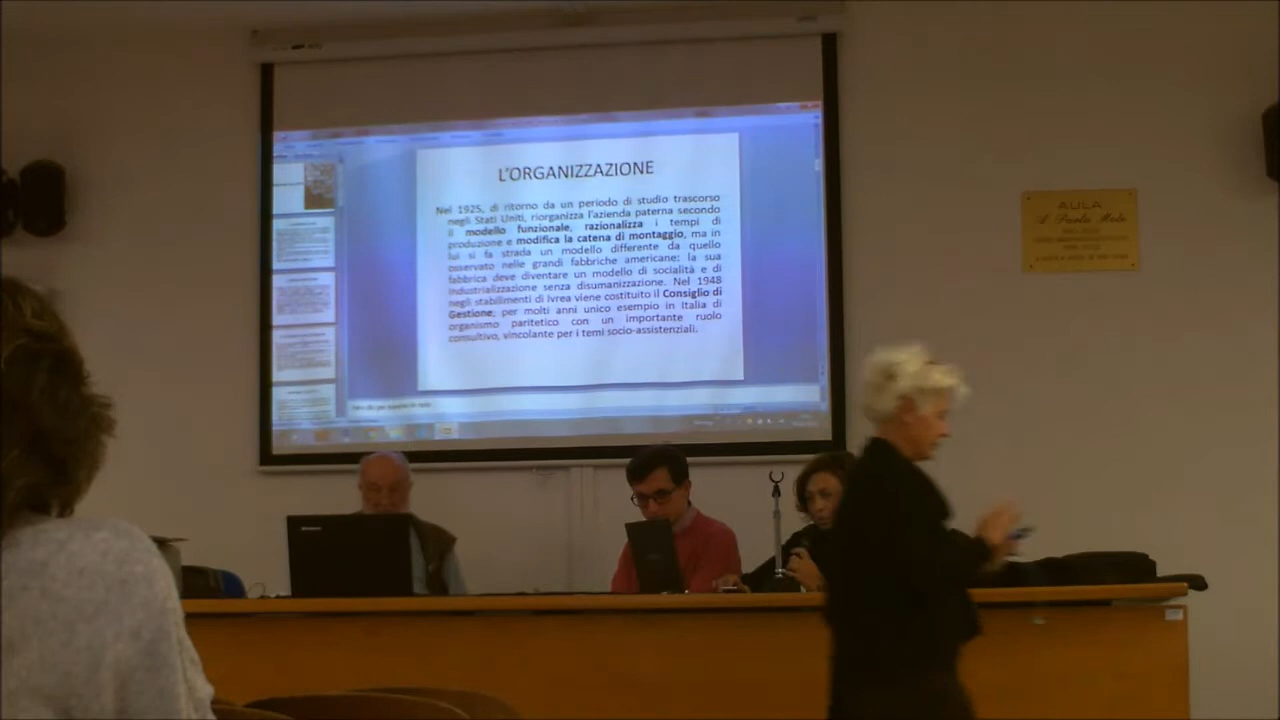 L'ORGANIZZAZIONE
Nel 1925, di ritorno da un periodo di studio trascorso
negli Stati Uniti, riorganizza l'azienda paterna secondo
il modello funzionale, razionalizza i tempi di
produzione e modifica la catena di montaggio, ma in
lui si fa strada un modello differente da quello
osservato nelle grandi fabbriche americane: la sua
fabbrica deve diventare un modello di socialità e di
industrializzazione senza disumanizzazione. Nel 1948
negli stabilimenti di Ivrea viene costituito il Consiglio di
Gestione, per molti anni unico esempio in Italia di
organismo paritetico con un importante ruolo
consultivo, vincolante per i temi socio-assistenziali.
AULA